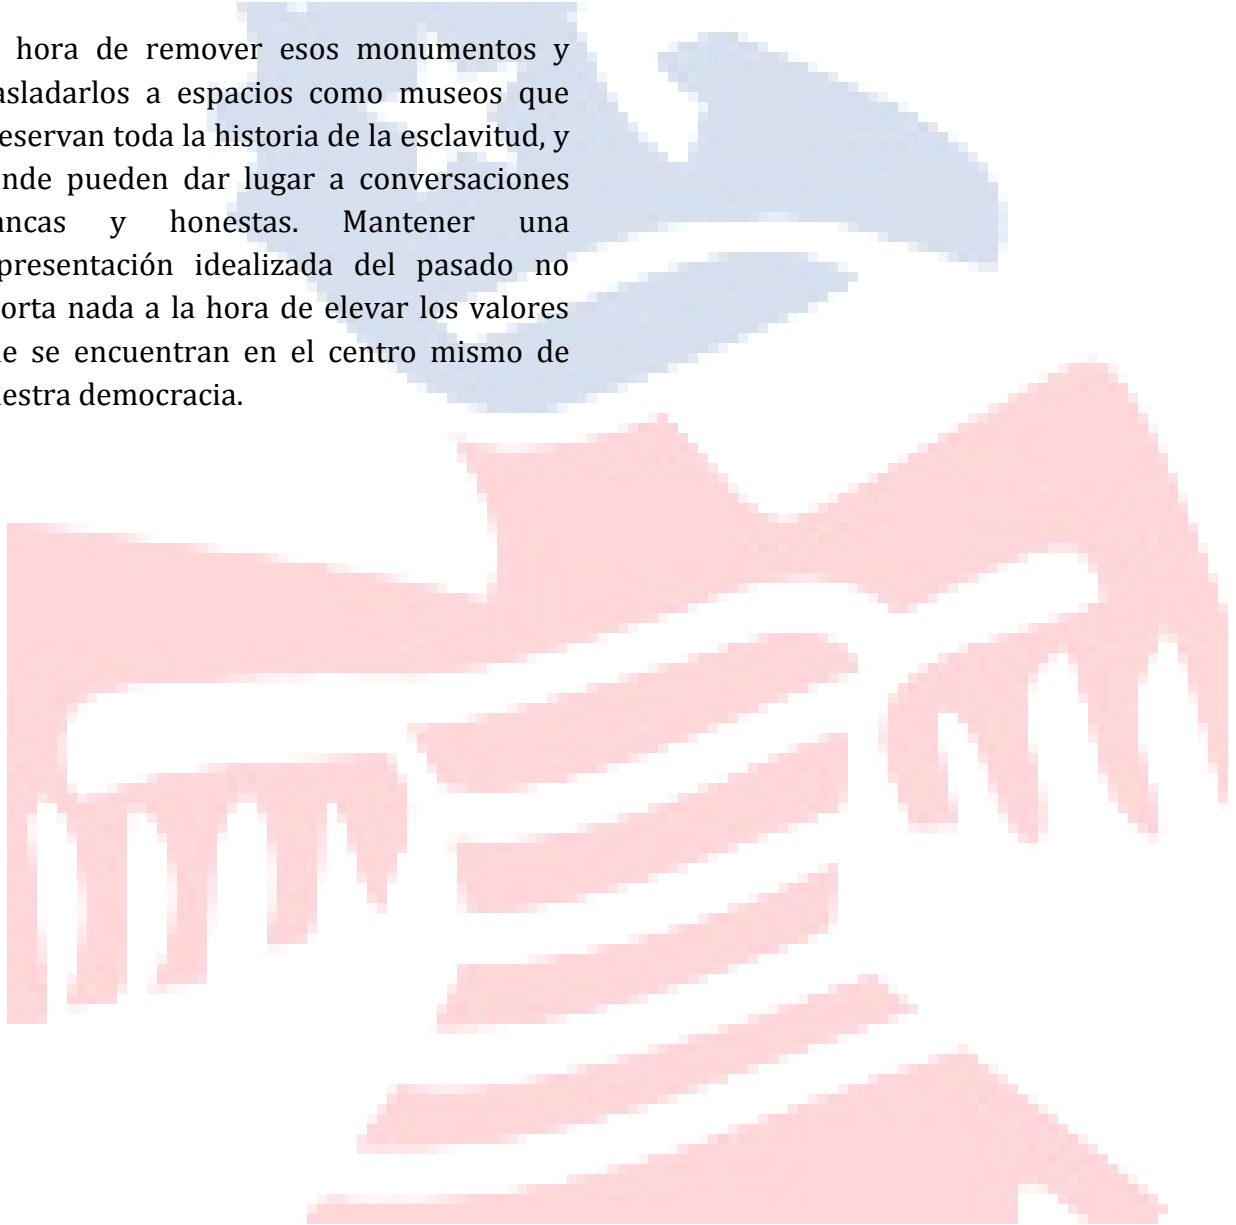 hora de remover esos monumentos y
asladarlos a espacios como museos que
eservan toda la historia de la esclavitud, y
nde pueden dar lugar a conversaciones
ancas y honestas. Mantener una
presentación idealizada del pasado no
orta nada a la hora de elevar los valores
e se encuentran en el centro mismo de
estra democracia.